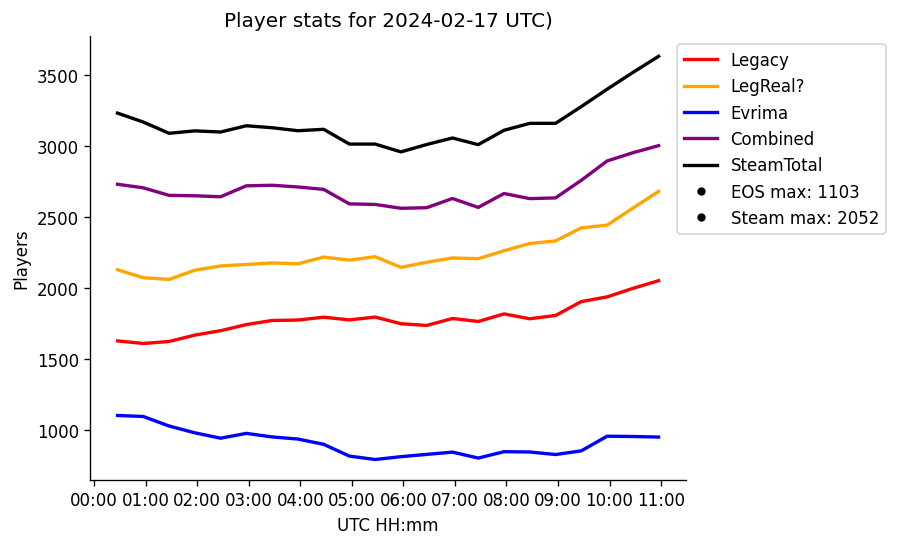 Player stats for 2024-02-17 UTC)
Legacy
LegReal?
Evrima
Combined
SteamTotal
EOS max: 1103
Steam max: 2052
Players
3500
3000
2500
2000
1500
1000
00:00 01:00 02:00 03:00 04:00 05:00 06:00 07:00 08:00 09:00 10:00 11:00
UTC HH:mm